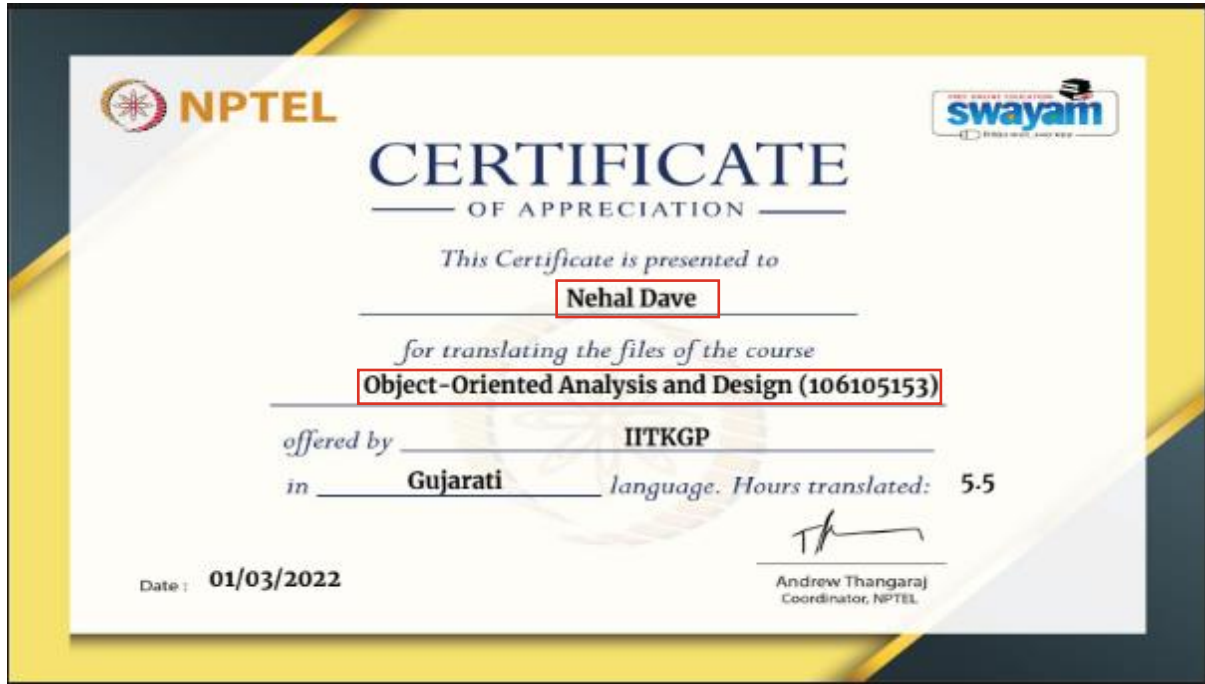 NPTEL
swayam
CERTIFICATE
OF APPRECIATION
This Certificate is presented to
Nehal Dave
for translating the files of the course
Object-Oriented Analysis and Design (106105153)
offered by IITKGP
in Gujarati language. Hours translated: 5.5
Date : 01/03/2022
Andrew Thangaraj
Coordinator, NPTEL